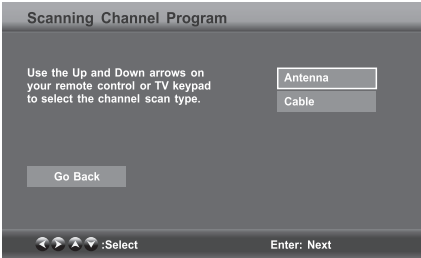 Scanning Channel Program
Use the Up and Down arrows on
your remote control or TV keypad
to select the channel scan type.
Antenna
Cable
Go Back
:Select
Enter: Next